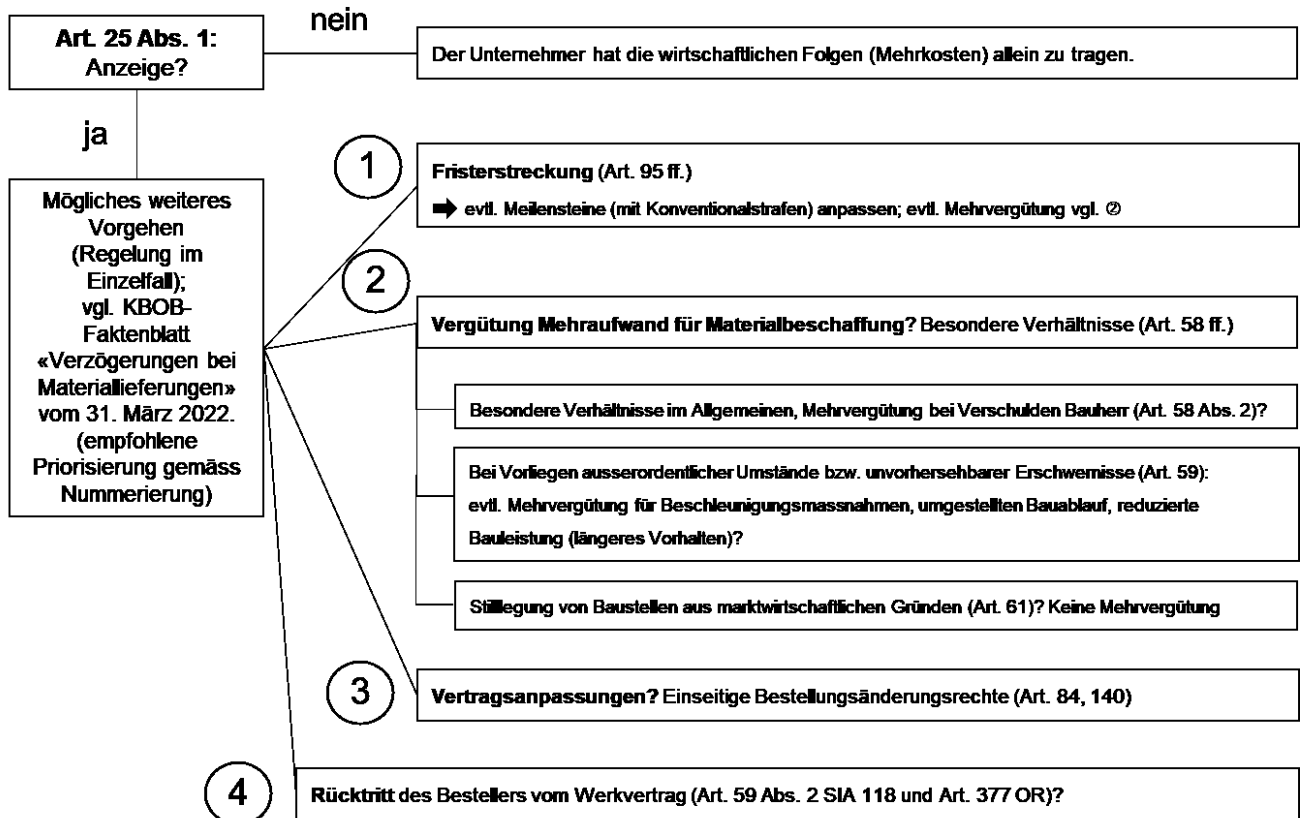 nein
Art. 25 Abs. 1:
Anzeige?
Der Unternehmer hat die wirtschaftlichen Folgen (Mehrkosten) allein zu tragen.
ja
Mögliches weiteres
Vorgehen
(Regelung im
Einzelfall);
vgl. KBOB-
Faktenblatt
«Verzögerungen bei
Materiallieferungen»
vom 31. März 2022.
(empfohlene
Priorisierung gemäss
Nummerierung)
1
Fristerstreckung (Art. 95 ff.)
➡ evtl. Meilensteine (mit Konventionalstrafen) anpassen; evtl. Mehrvergütung vgl. ②
2
Vergütung Mehraufwand für Materialbeschaffung? Besondere Verhältnisse (Art. 58 ff.)
Besondere Verhältnisse im Allgemeinen, Mehrvergütung bei Verschulden Bauherr (Art. 58 Abs. 2)?
Bei Vorliegen ausserordentlicher Umstände bzw. unvorhersehbarer Erschwernisse (Art. 59):
evtl. Mehrvergütung für Beschleunigungsmassnahmen, umgestellten Bauablauf, reduzierte
Bauleistung (längeres Vorhalten)?
Stilllegung von Baustellen aus marktwirtschaftlichen Gründen (Art. 61)? Keine Mehrvergütung
3
Vertragsanpassungen? Einseitige Bestellungsänderungsrechte (Art. 84, 140)
4
Rücktritt des Bestellers vom Werkvertrag (Art. 59 Abs. 2 SIA 118 und Art. 377 OR)?